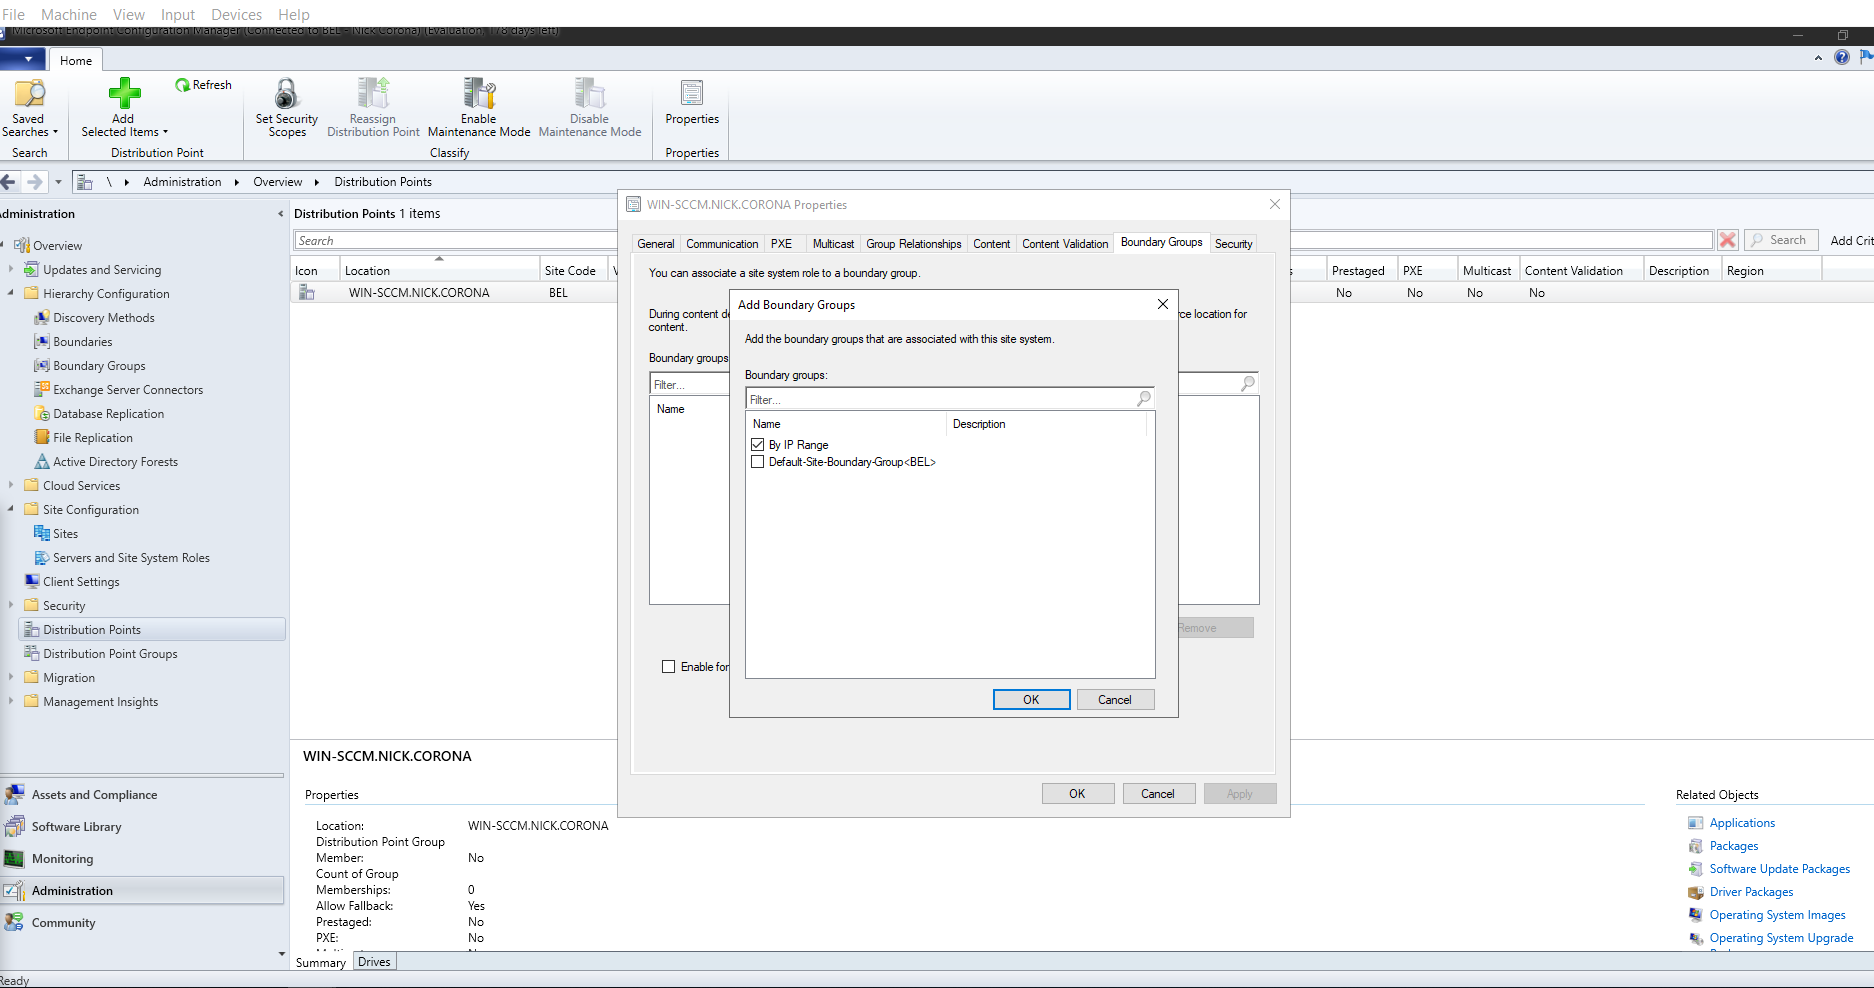 File Machine View Input Devices Help
Microsoft Endpoint Configuration Manager (Connected to BEL - Nick Corona) (Evaluation, 178 days left)
Home
Saved Searches
Search
Add Selected Items
Refresh
Distribution Point
Set Security Scopes
Reassign Distribution Point
Enable Maintenance Mode
Disable Maintenance Mode
Classify
Properties
Properties
\ Administration Overview Distribution Points
Administration
Overview
Updates and Servicing
Hierarchy Configuration
Discovery Methods
Boundaries
Boundary Groups
Exchange Server Connectors
Database Replication
File Replication
Active Directory Forests
Cloud Services
Site Configuration
Sites
Servers and Site System Roles
Client Settings
Security
Distribution Points
Distribution Point Groups
Migration
Management Insights
Assets and Compliance
Software Library
Monitoring
Administration
Community
Ready
Distribution Points 1 items
Search
Search
Add Crit
Icon Location Site Code
Prestaged PXE Multicast Content Validation Description Region
WIN-SCCM.NICK.CORONA BEL
No No No No
WIN-SCCM.NICK.CORONA Properties
General Communication PXE Multicast Group Relationships Content Content Validation Boundary Groups Security
You can associate a site system role to a boundary group.
During content de
rce location for
content.
Boundary groups
Filter...
Name
Remove
Enable for
OK Cancel Apply
Add Boundary Groups
Add the boundary groups that are associated with this site system.
Boundary groups:
Filter...
Name Description
By IP Range
Default-Site-Boundary-Group<BEL>
OK Cancel
WIN-SCCM.NICK.CORONA
Properties
Location: WIN-SCCM.NICK.CORONA
Distribution Point Group
Member: No
Count of Group
Memberships: 0
Allow Fallback: Yes
Prestaged: No
PXE: No
Summary Drives
Related Objects
Applications
Packages
Software Update Packages
Driver Packages
Operating System Images
Operating System Upgrade